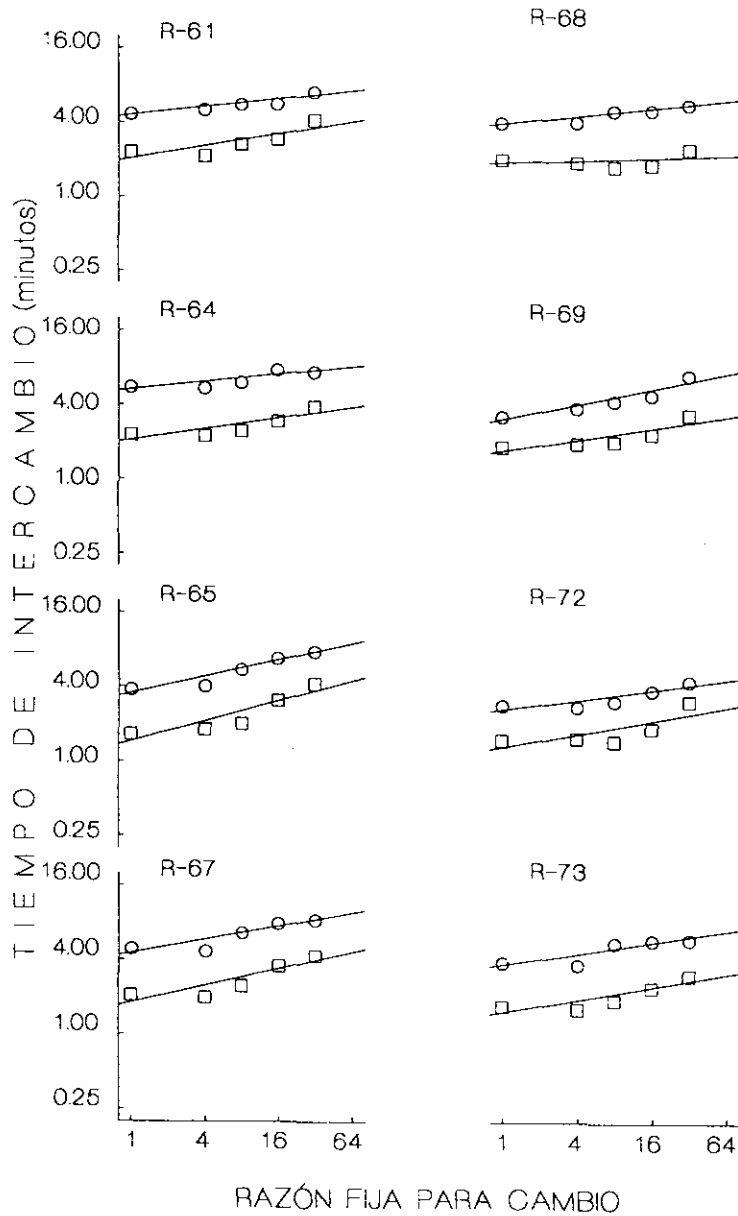 R-61
R-68
16.00
4.00
1.00
0.25
R-64
R-69
16.00
4.00
1.00
0.25
R-65
R-72
16.00
4.00
1.00
0.25
R-67
R-73
16.00
4.00
1.00
0.25
1 4 16 64
1 4 16 64
TIEMPO DE INTERCAMBIO (minutos)
RAZÓN FIJA PARA CAMBIO